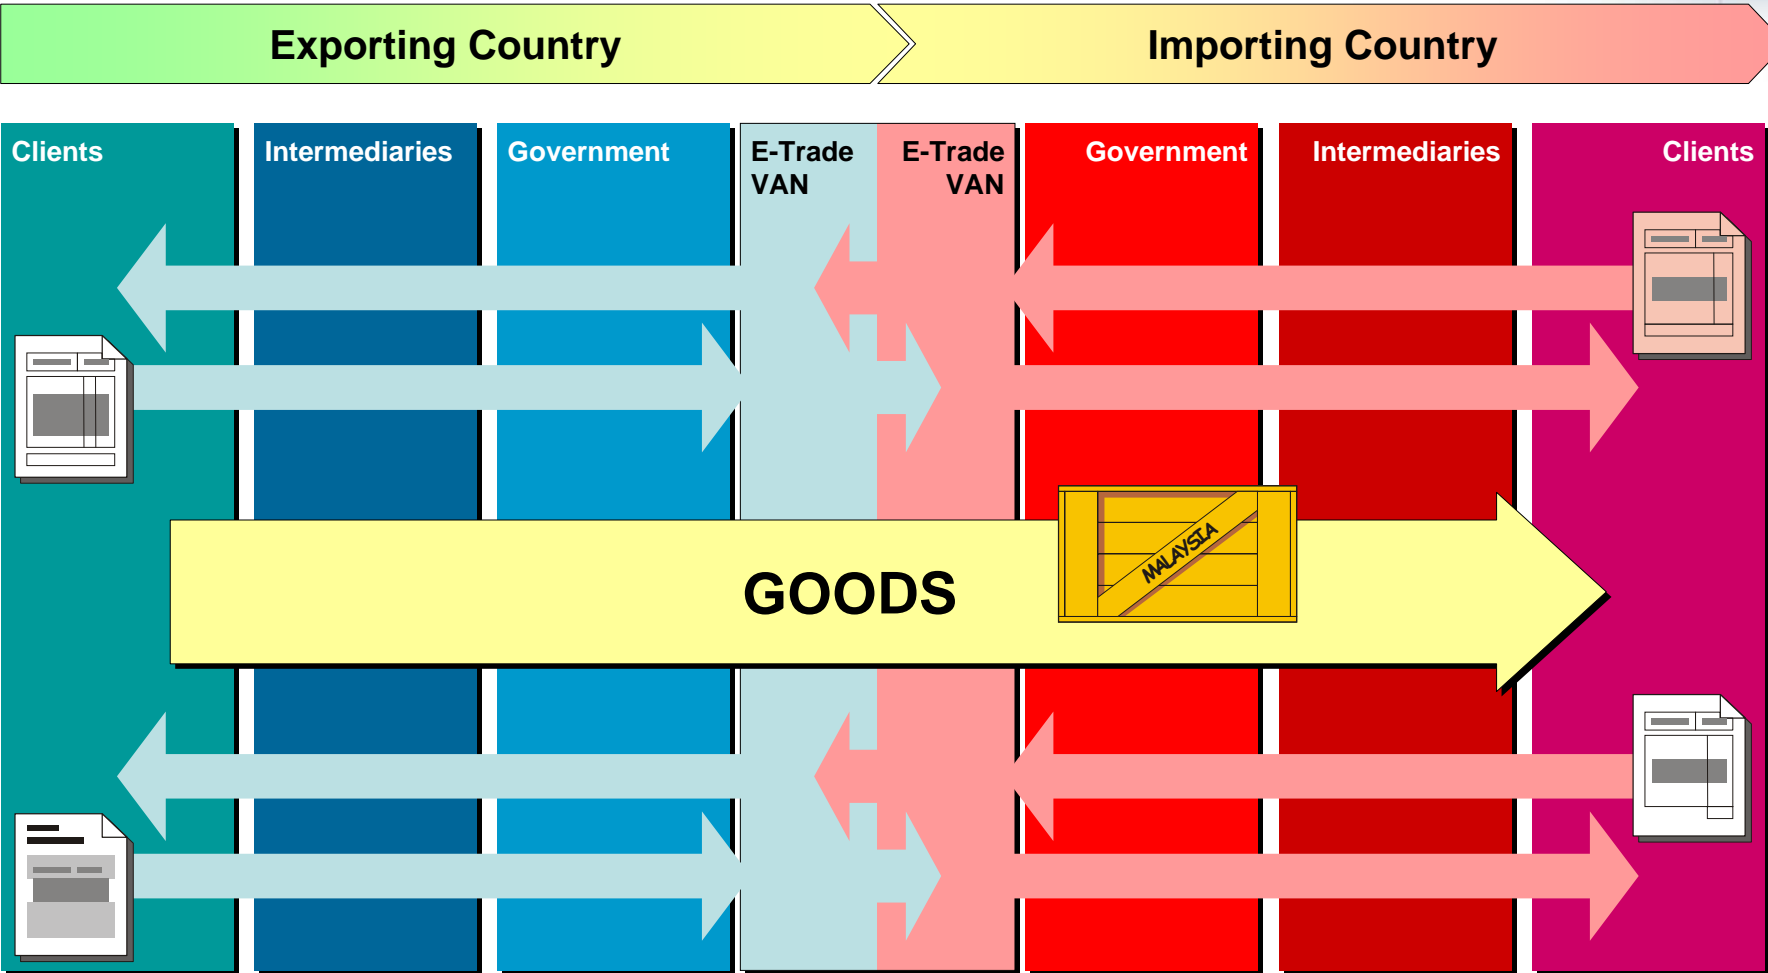 Exporting Country
Importing Country
Clients
Intermediaries
Government
E-Trade
VAN
E-Trade
VAN
Government
Intermediaries
Clients
MALAYSIA
GOODS